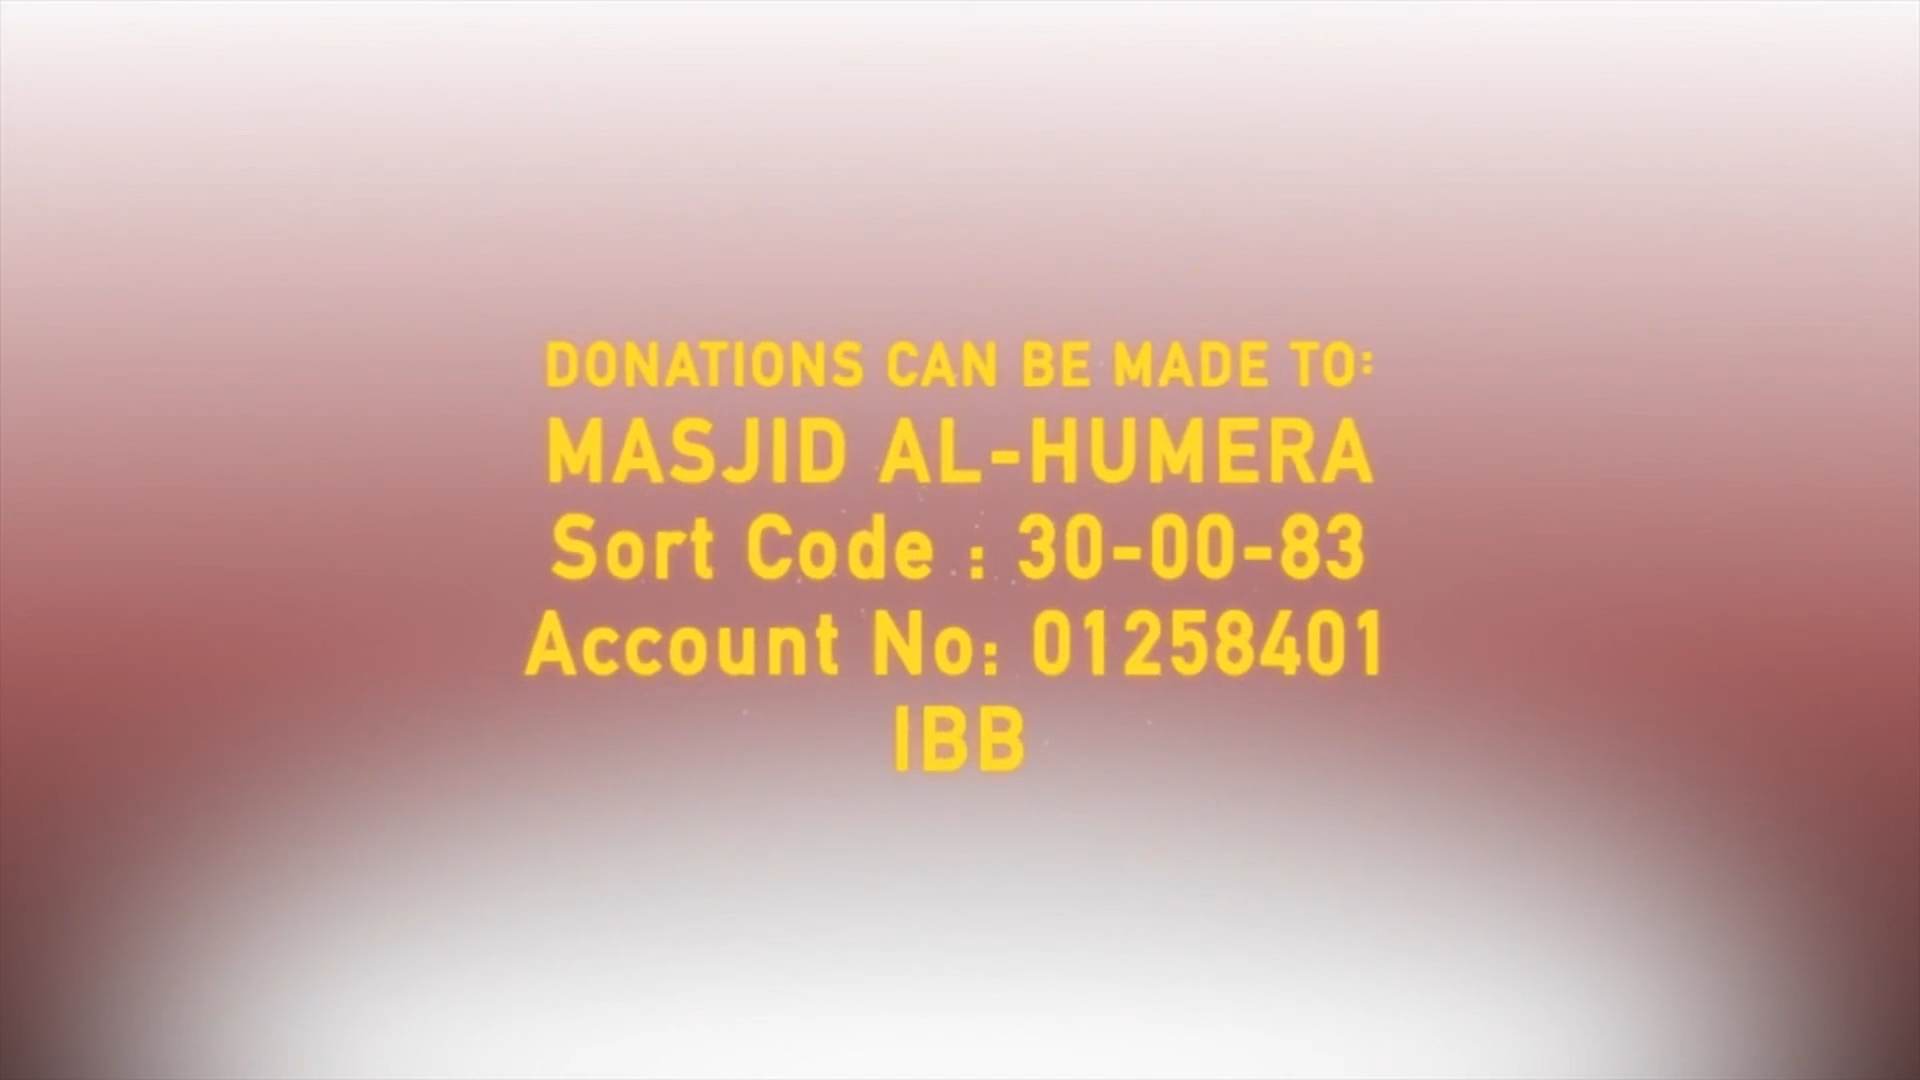 DONATIONS CAN BE MADE TO:
MASJID AL-HUMERA
Sort Code : 30-00-83
Account No: 01258401
IBB